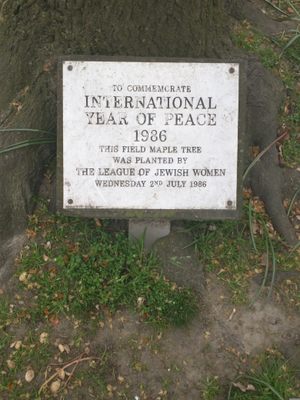 TO COMMEMORATE
INTERNATIONAL
YEAR OF PEACE
1986
THIS FIELD MAPLE TREE
WAS PLANTED BY
THE LEAGUE OF JEWISH WOMEN
WEDNESDAY 2ND JULY 1986